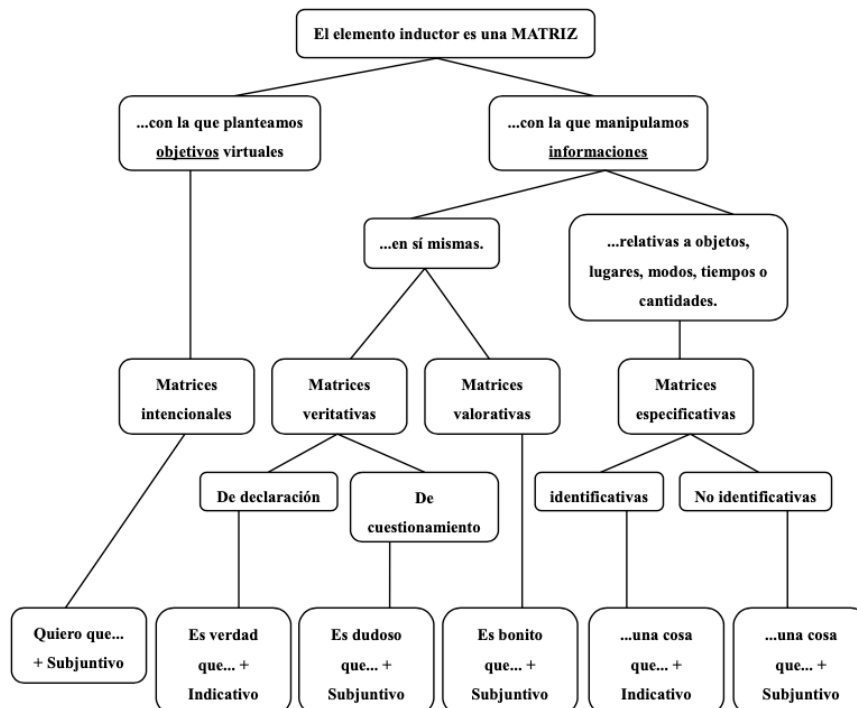 El elemento inductor es una MATRIZ
...con la que planteamos
objetivos virtuales
...con la que manipulamos
informaciones
...en sí mismas.
...relativas a objetos,
lugares, modos, tiempos o
cantidades.
Matrices
intencionales
Matrices
veritativas
Matrices
valorativas
Matrices
especificativas
De declaración
De
cuestionamiento
identificativas
No identificativas
Quiero que...
+ Subjuntivo
Es verdad
que... +
Indicativo
Es dudoso
que... +
Subjuntivo
Es bonito
que... +
Subjuntivo
...una cosa
que... +
Indicativo
...una cosa
que... +
Subjuntivo